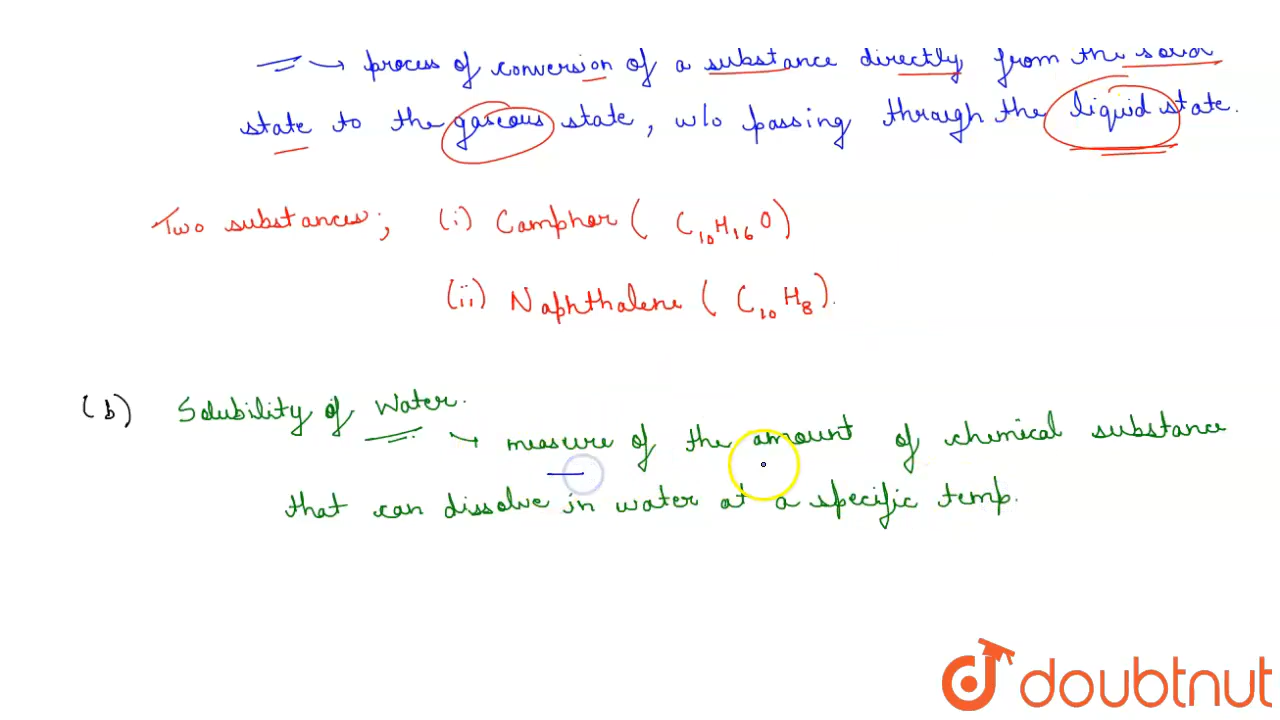 → process of conversion of a substance directly from the solid
state to the gaseous state, w/o passing through the liquid state.
Two substances; (i) Camphor ( C₁₀H₁₆O )
(ii) Naphthalene ( C₁₀H₈ ).
(b) Solubility of Water.
→ measure of the amount of chemical substance
that can dissolve in water at a specific temp.
doubtnut